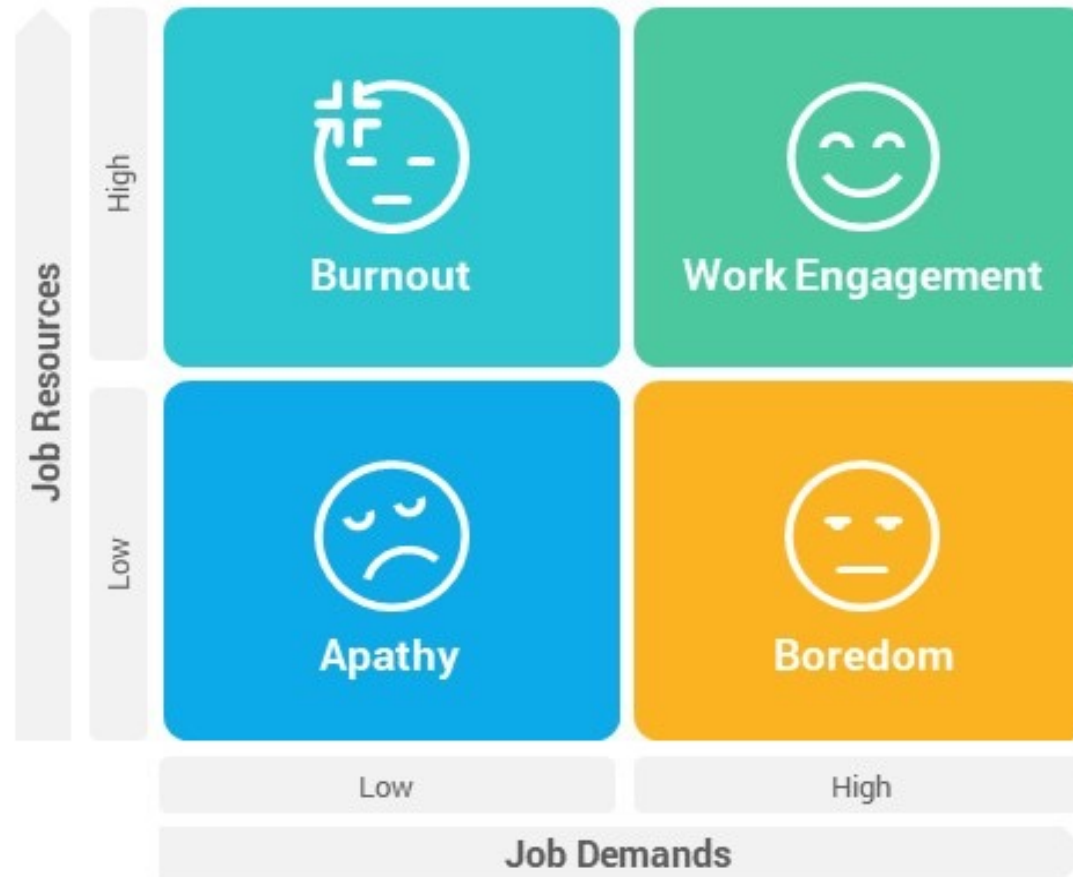 Job Resources
High
Low
Burnout
Work Engagement
Apathy
Boredom
Low
High
Job Demands